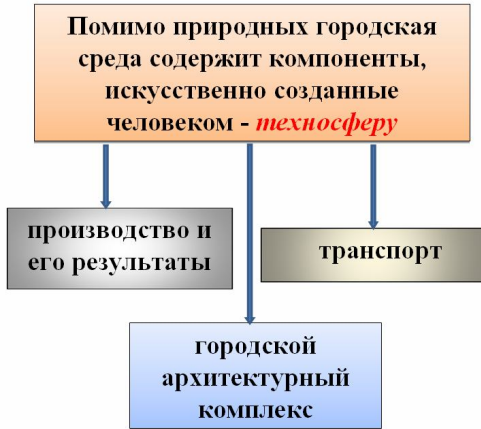 Помимо природных городская
среда содержит компоненты,
искусственно созданные
человеком - техносферу
производство и
его результаты
транспорт
городской
архитектурный
комплекс